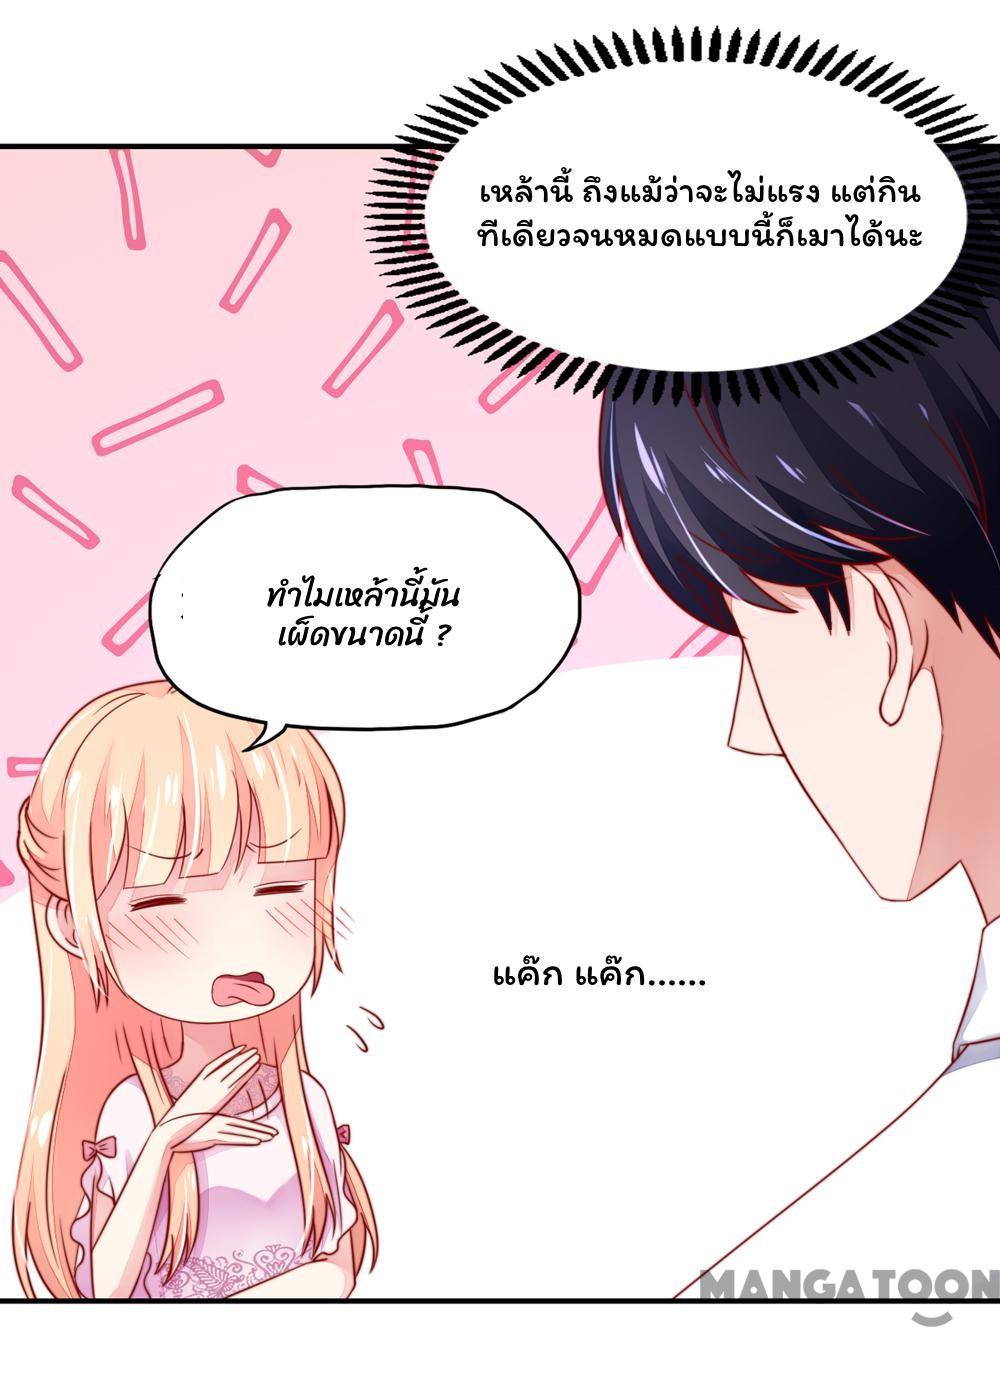 เหล้านี้ ถึงแม้ว่าจะไม่แรง แต่กิน
ทีเดียวจนหมดแบบนี้ก็เมาได้นะ
ทำไมเหล้านี้มัน
เผ็ดขนาดนี้ ?
แค๊ก แค๊ก......
MANGATOON